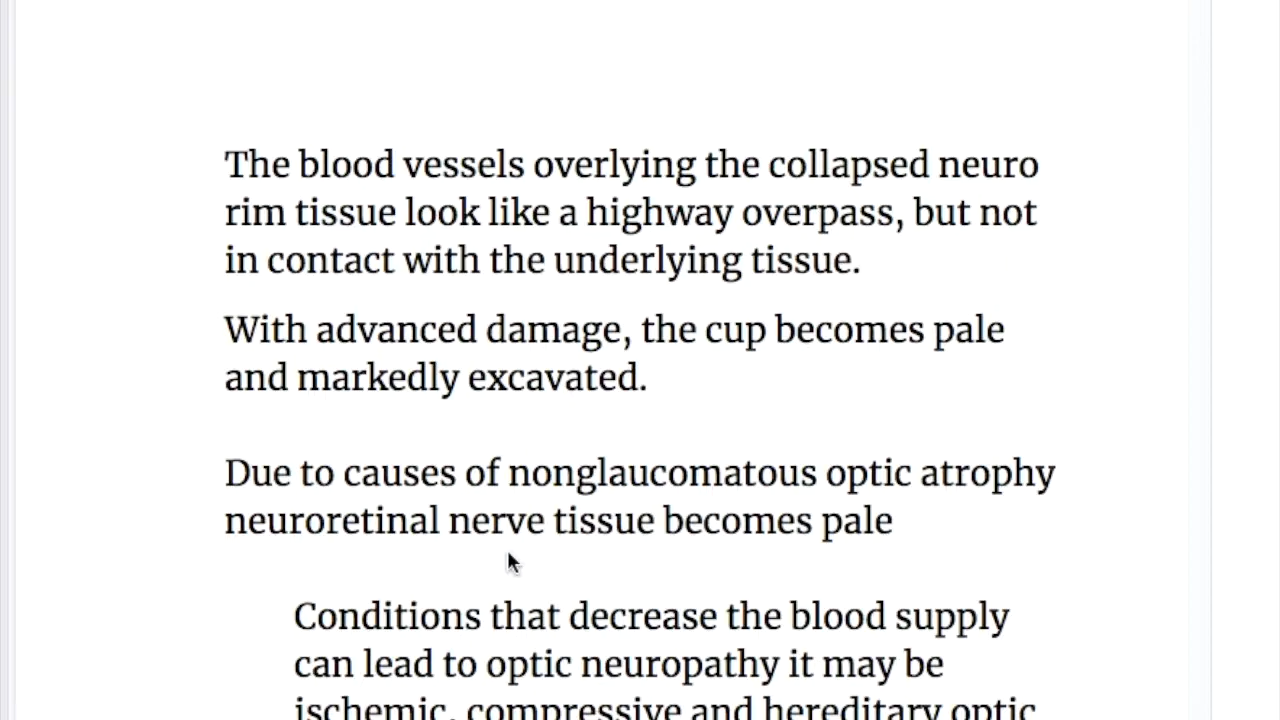 The blood vessels overlying the collapsed neuro
rim tissue look like a highway overpass, but not
in contact with the underlying tissue.
With advanced damage, the cup becomes pale
and markedly excavated.
Due to causes of nonglaucomatous optic atrophy
neuroretinal nerve tissue becomes pale
Conditions that decrease the blood supply
can lead to optic neuropathy it may be
ischemic, compressive and hereditary optic